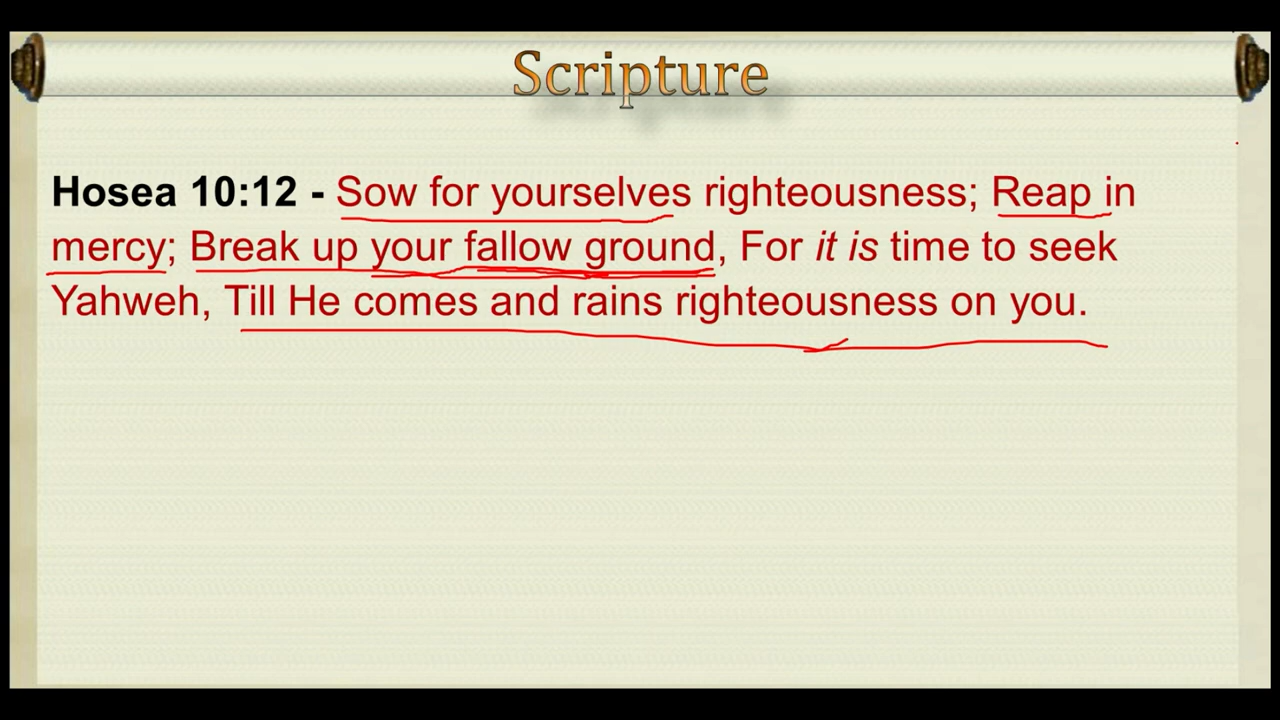 Scripture
Hosea 10:12 - Sow for yourselves righteousness; Reap in
mercy; Break up your fallow ground, For it is time to seek
Yahweh, Till He comes and rains righteousness on you.